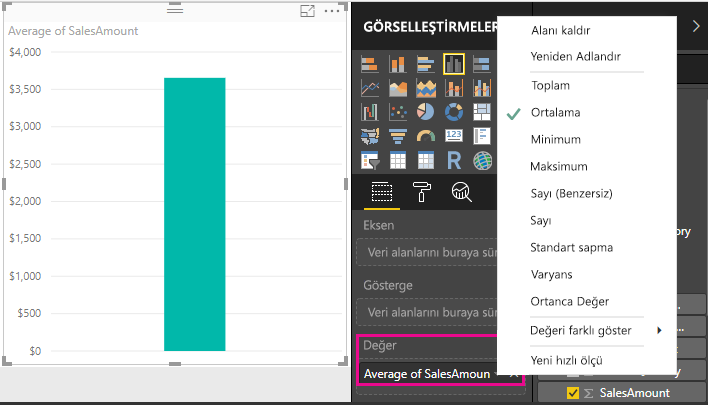 Average of SalesAmount
$4,000
$3,500
$3,000
$2,500
$2,000
$1,500
$1,000
$500
$0
GÖRSELLEŞTİRMELER
123
R
Eksen
Veri alanlarını buraya sür
Gösterge
Veri alanlarını buraya sür
Değer
Average of SalesAmoun
Alanı kaldır
Yeniden Adlandır
Toplam
Ortalama
Minimum
Maksimum
Sayı (Benzersiz)
Sayı
Standart sapma
Varyans
Ortanca Değer
Değeri farklı göster
Yeni hızlı ölçü
ory
SalesAmount